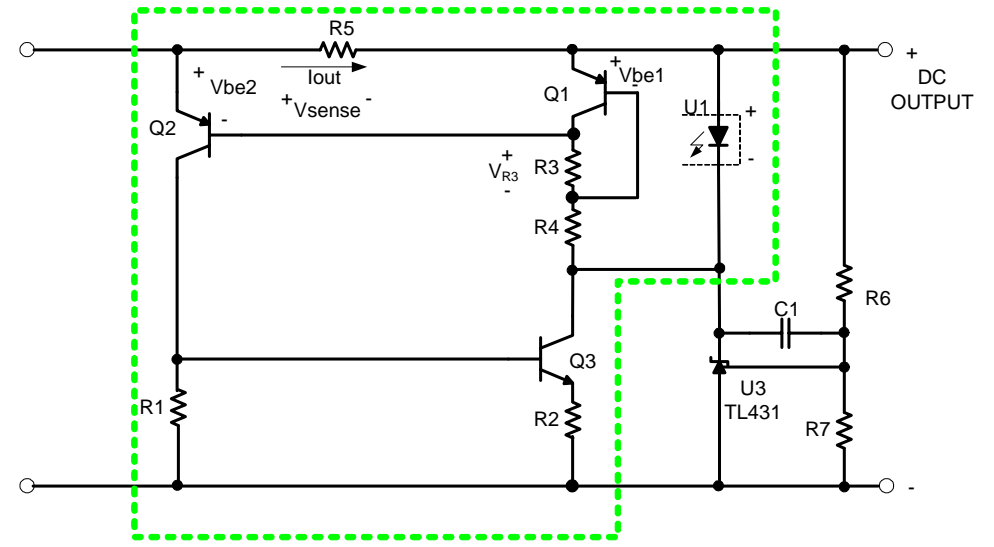 R5
+
Vbe2
-
Iout
+Vsense -
Q2
Q1
+
Vbe1
-
U1
+
-
+
DC
OUTPUT
+
VR3
-
R3
R4
R6
C1
Q3
U3
TL431
R1
R2
R7
-